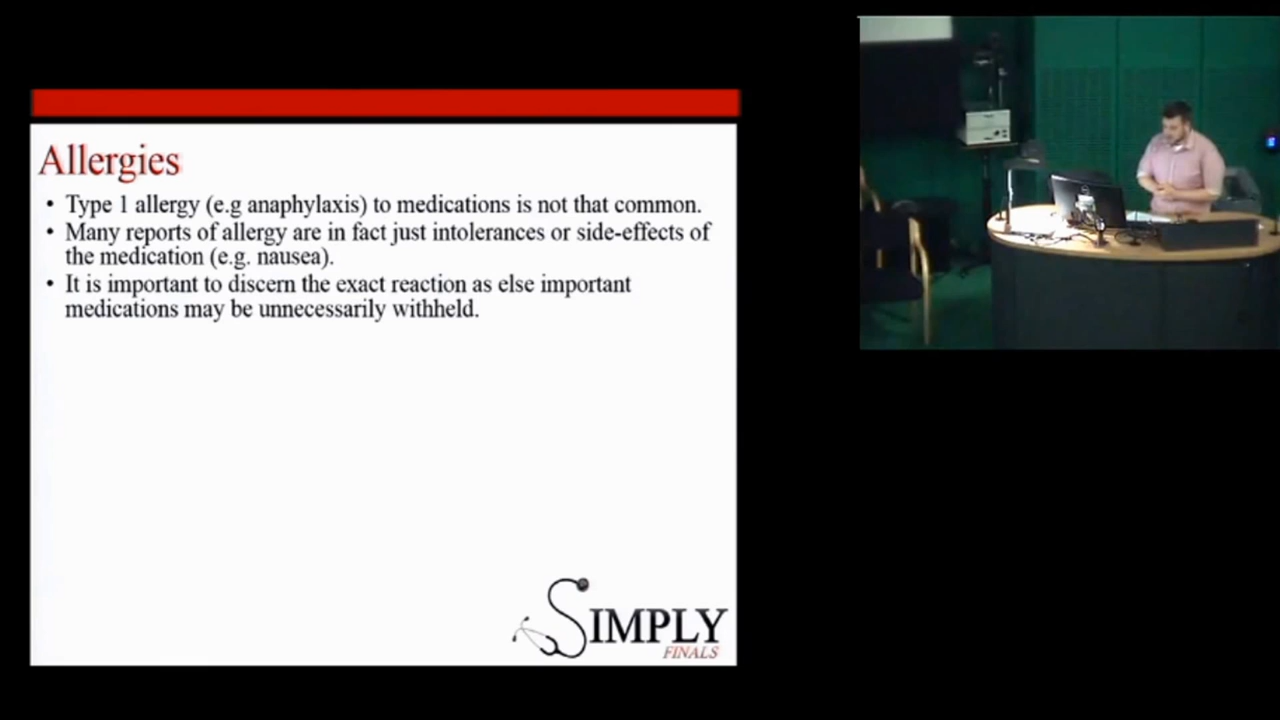 Allergies
• Type 1 allergy (e.g anaphylaxis) to medications is not that common.
• Many reports of allergy are in fact just intolerances or side-effects of
the medication (e.g. nausea).
• It is important to discern the exact reaction as else important
medications may be unnecessarily withheld.
SIMPLY
FINALS